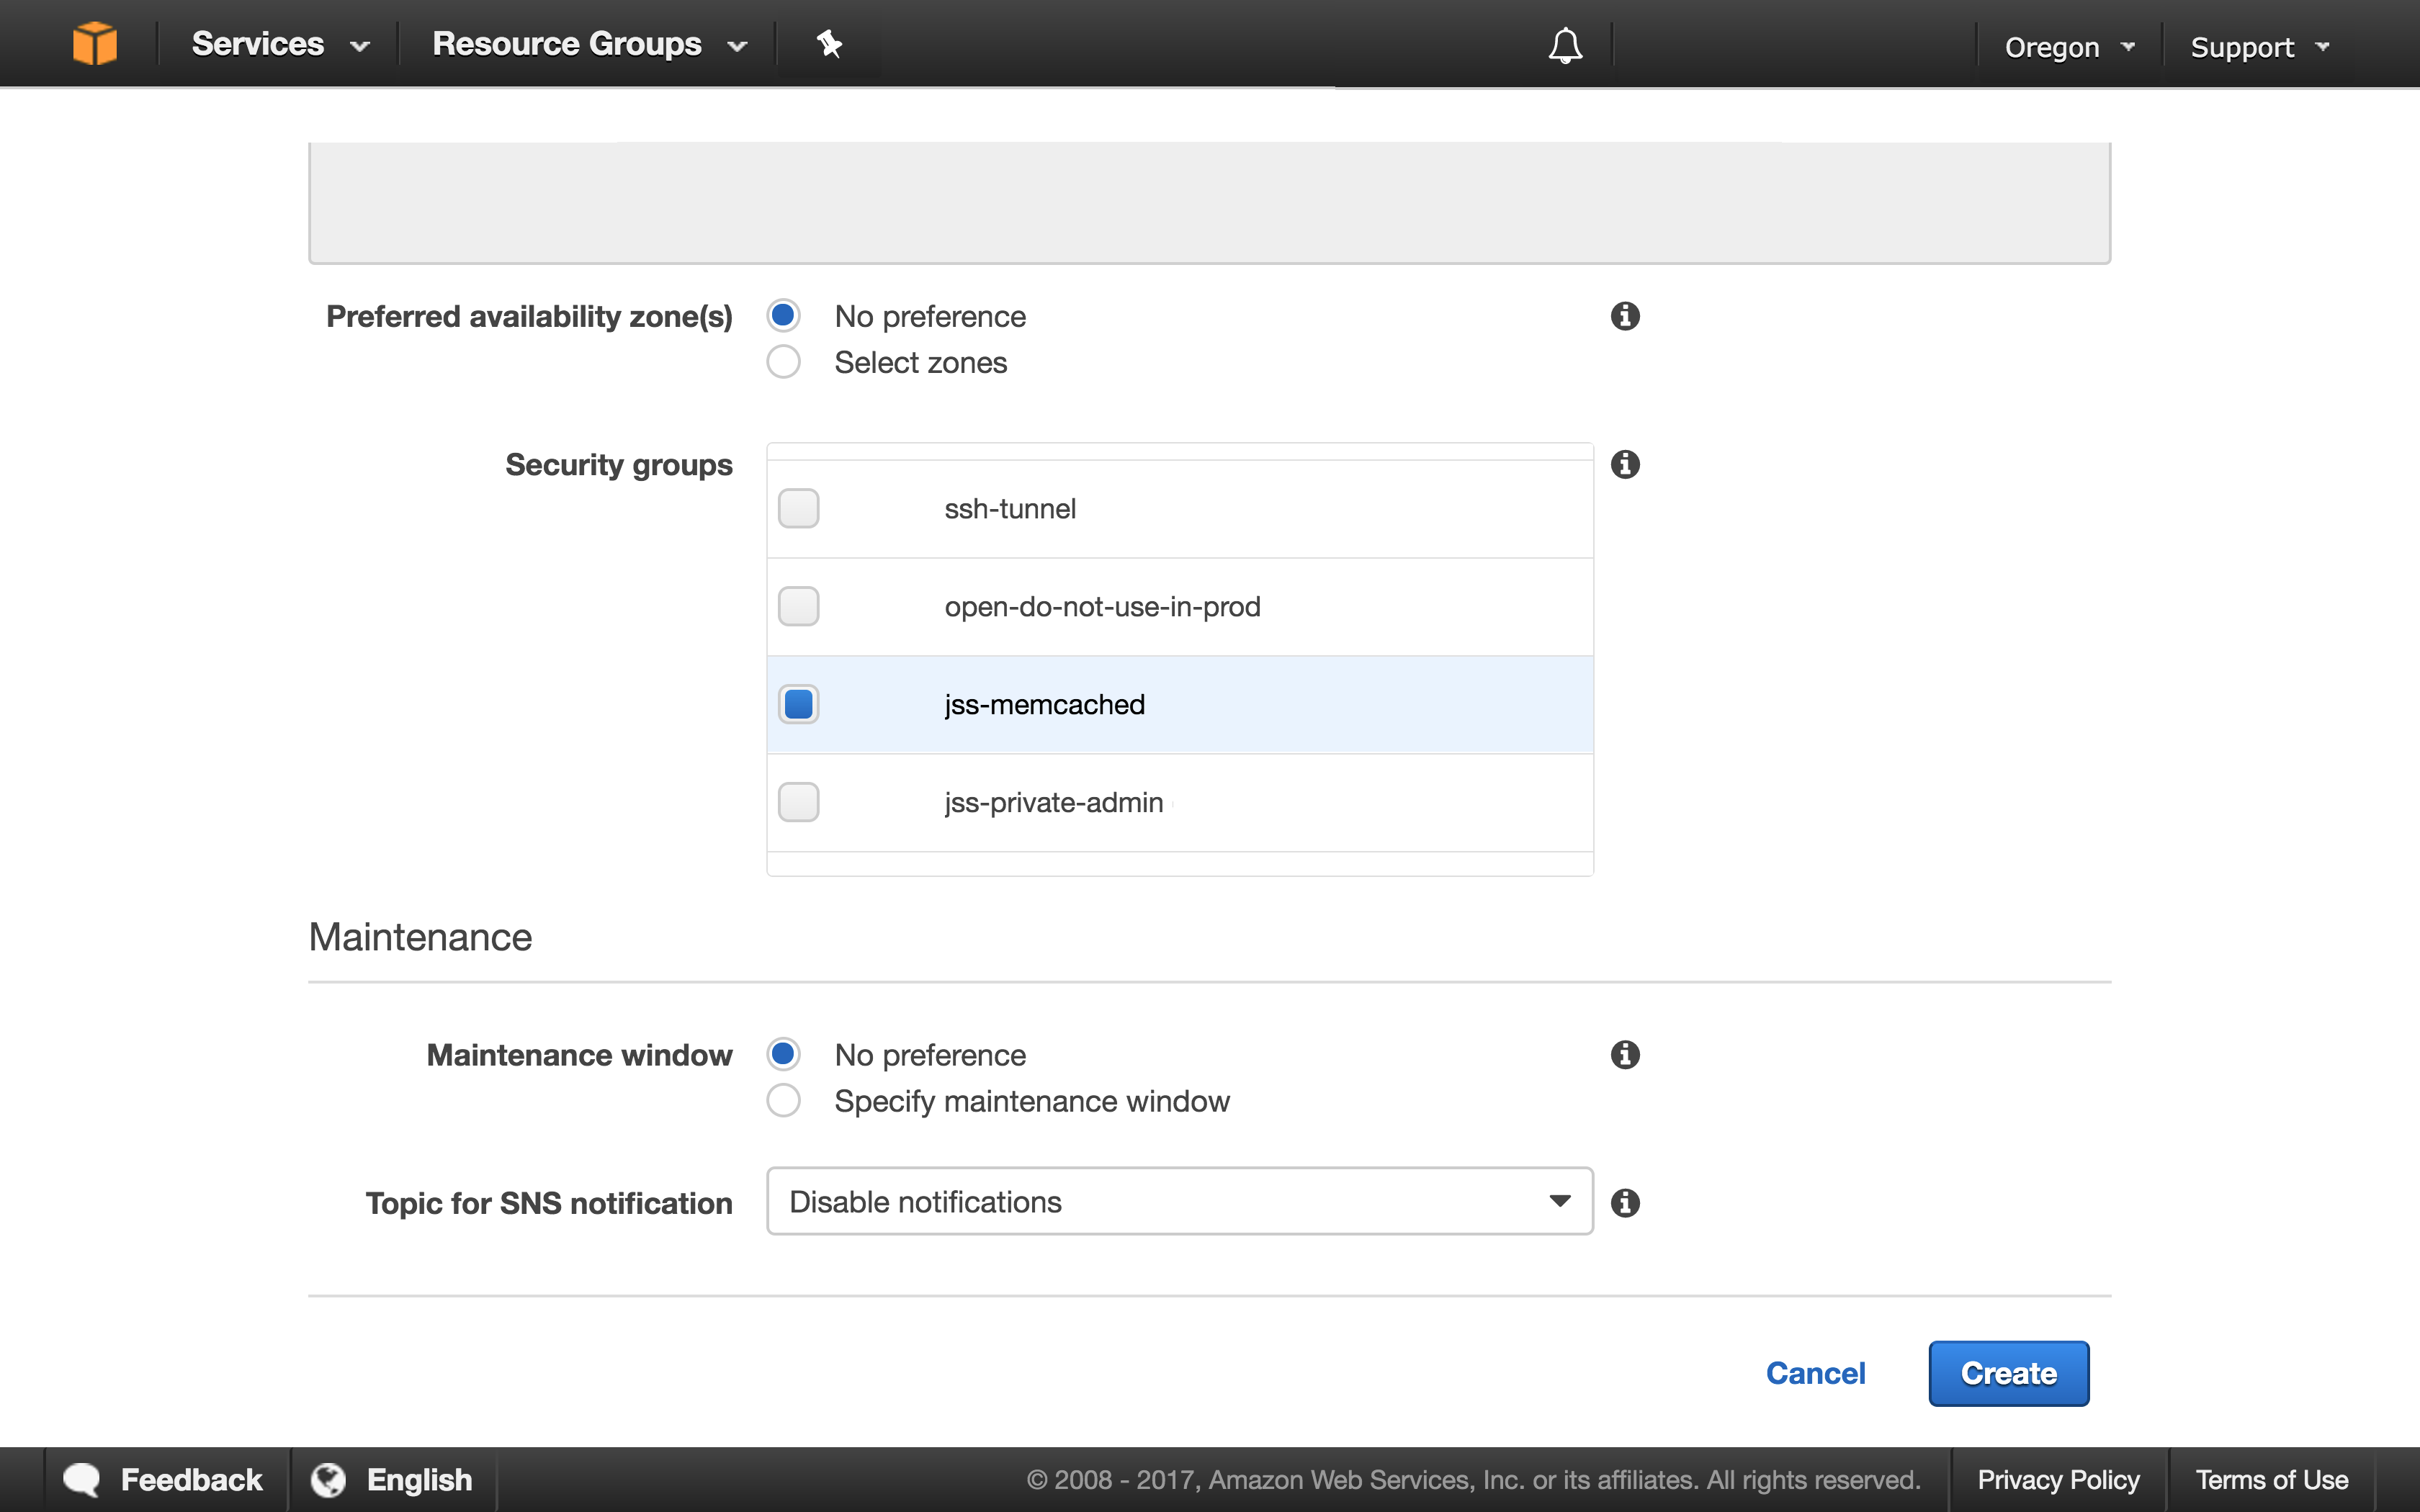 Services Resource Groups Oregon Support
Preferred availability zone(s) No preference
Select zones
Security groups
ssh-tunnel
open-do-not-use-in-prod
jss-memcached
jss-private-admin
Maintenance
Maintenance window No preference
Specify maintenance window
Topic for SNS notification Disable notifications
Cancel Create
Feedback English © 2008 - 2017, Amazon Web Services, Inc. or its affiliates. All rights reserved. Privacy Policy Terms of Use